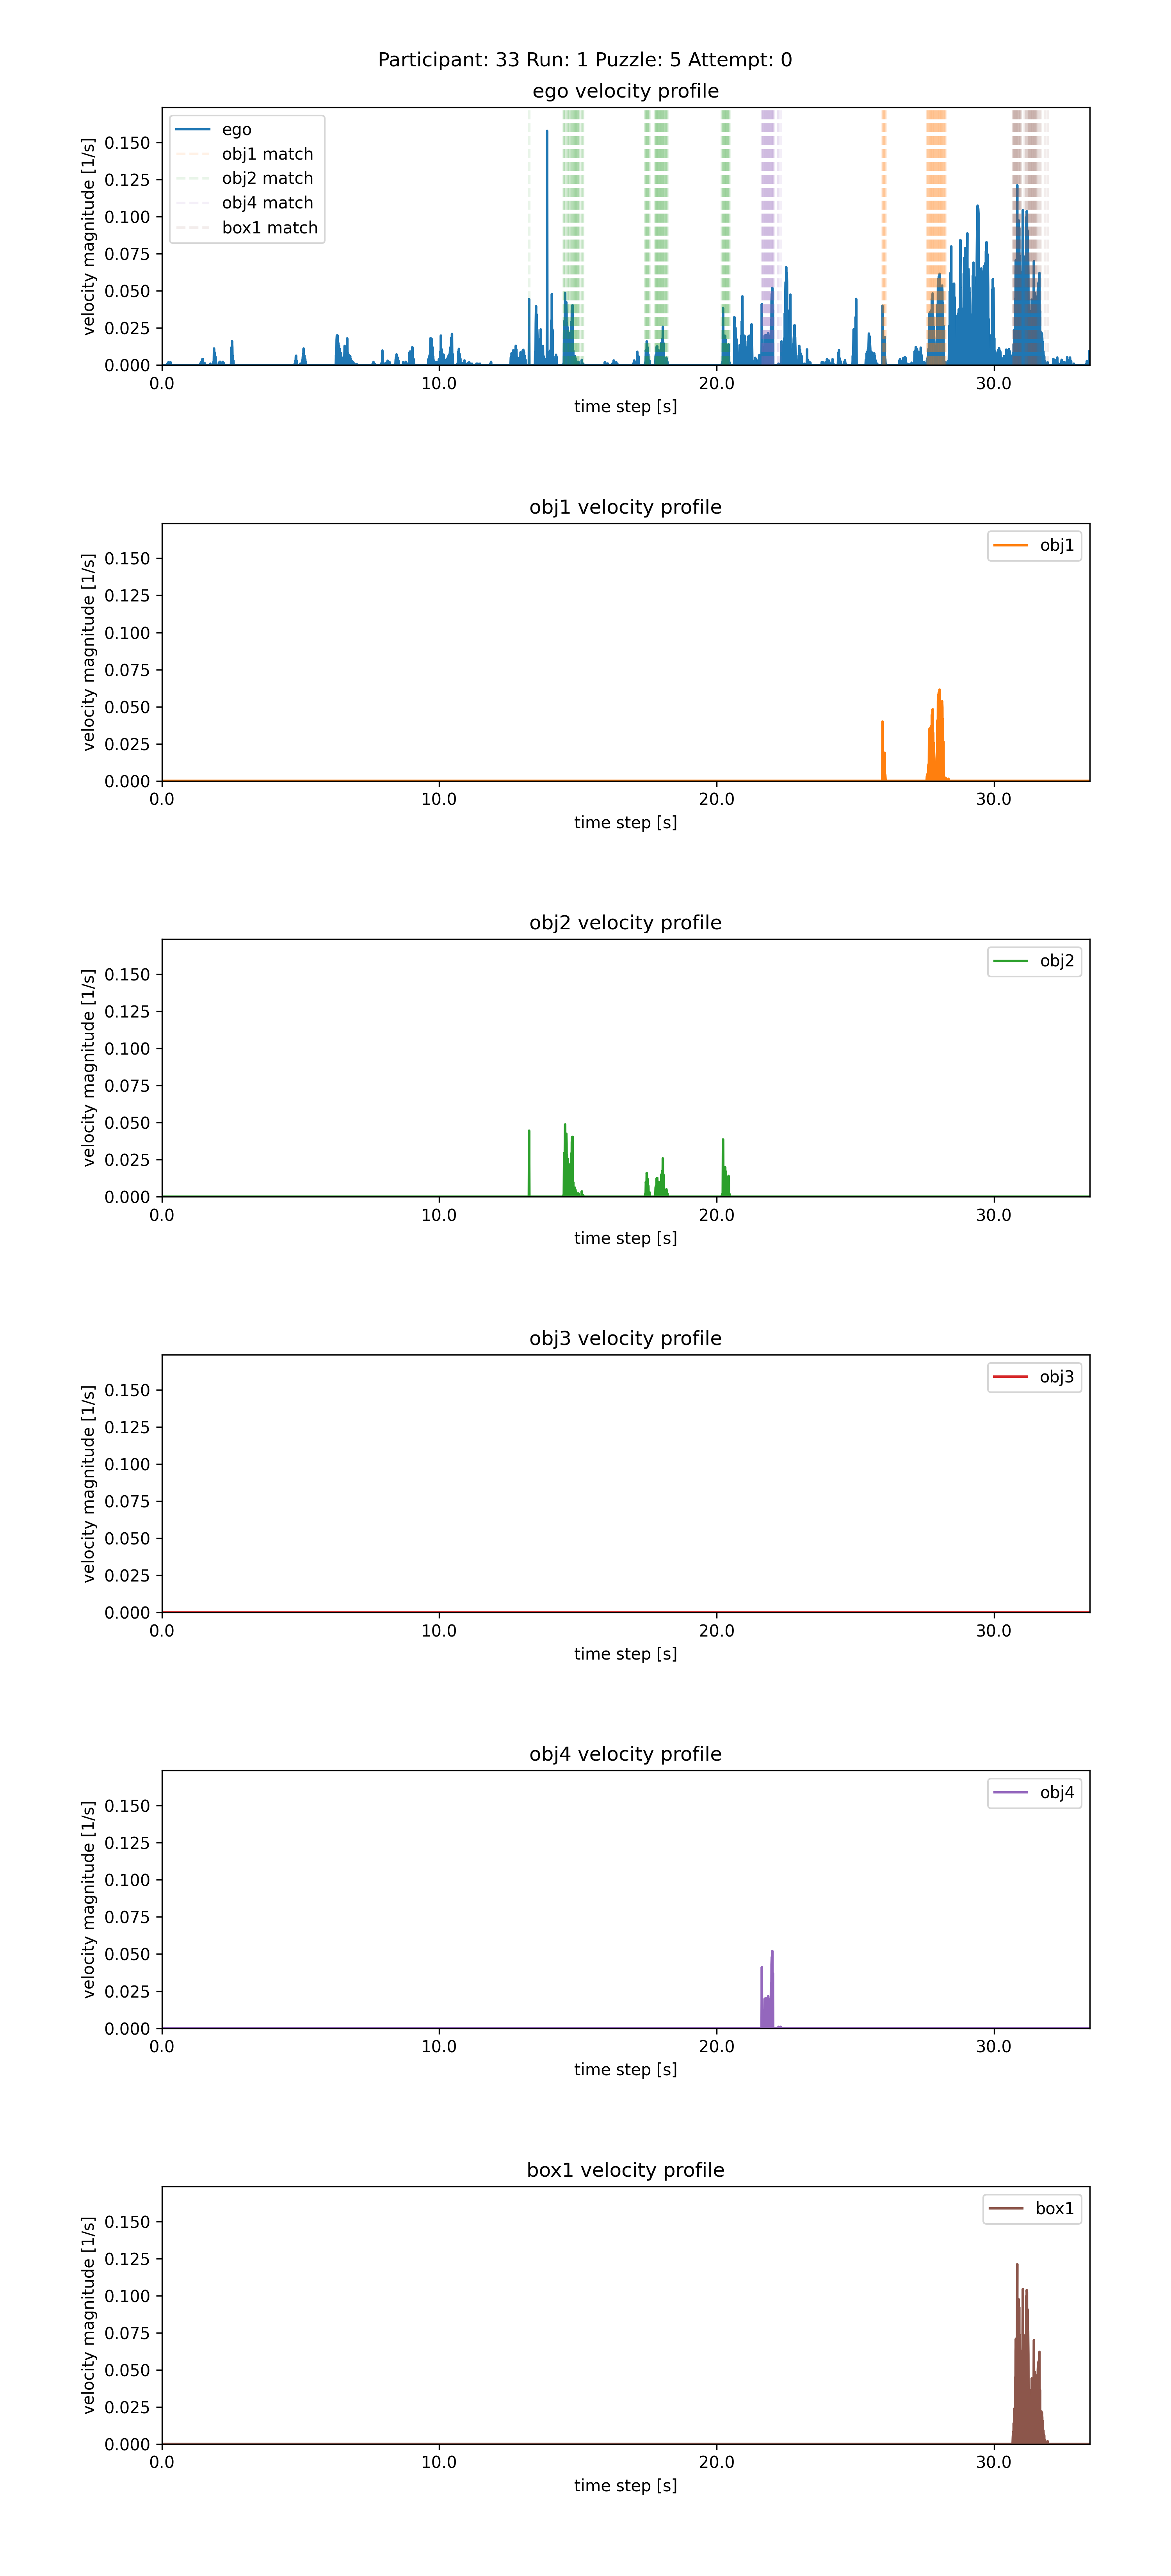 Participant: 33 Run: 1 Puzzle: 5 Attempt: 0
ego velocity profile
velocity magnitude [1/s]
0.150
0.125
0.100
0.075
0.050
0.025
0.000
ego
obj1 match
obj2 match
obj4 match
box1 match
0.0 10.0 20.0 30.0
time step [s]
obj1 velocity profile
velocity magnitude [1/s]
0.150
0.125
0.100
0.075
0.050
0.025
0.000
obj1
0.0 10.0 20.0 30.0
time step [s]
obj2 velocity profile
velocity magnitude [1/s]
0.150
0.125
0.100
0.075
0.050
0.025
0.000
obj2
0.0 10.0 20.0 30.0
time step [s]
obj3 velocity profile
velocity magnitude [1/s]
0.150
0.125
0.100
0.075
0.050
0.025
0.000
obj3
0.0 10.0 20.0 30.0
time step [s]
obj4 velocity profile
velocity magnitude [1/s]
0.150
0.125
0.100
0.075
0.050
0.025
0.000
obj4
0.0 10.0 20.0 30.0
time step [s]
box1 velocity profile
velocity magnitude [1/s]
0.150
0.125
0.100
0.075
0.050
0.025
0.000
box1
0.0 10.0 20.0 30.0
time step [s]